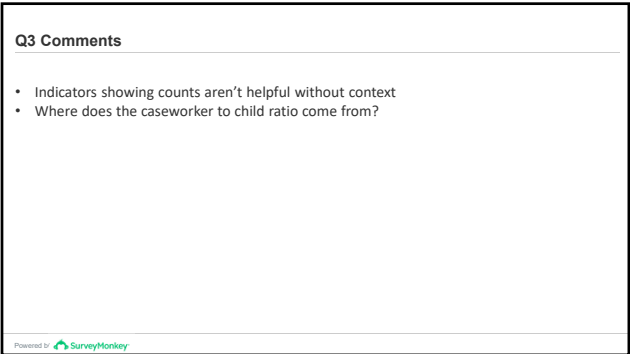 Q3 Comments
• Indicators showing counts aren’t helpful without context
• Where does the caseworker to child ratio come from?
Powered by SurveyMonkey